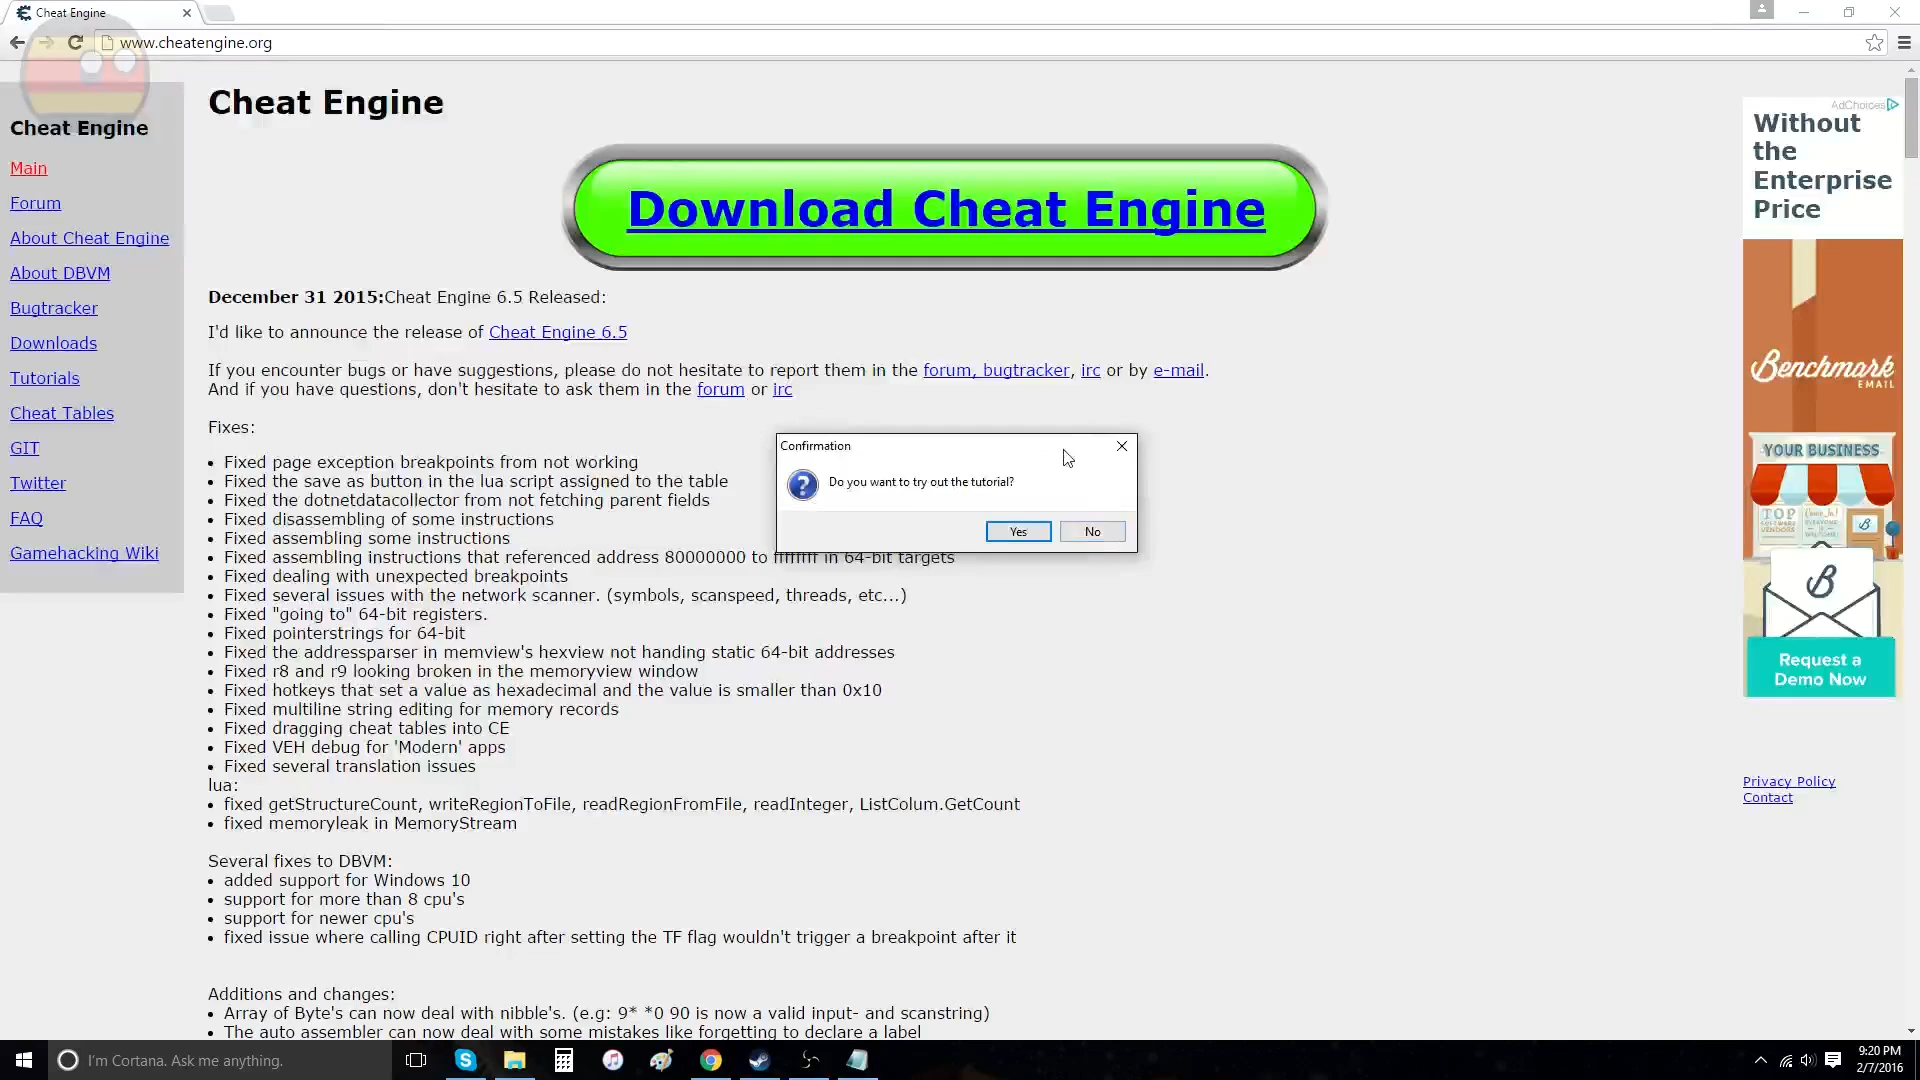 Cheat Engine
www.cheatengine.org
Cheat Engine
Main
Forum
About Cheat Engine
About DBVM
Bugtracker
Downloads
Tutorials
Cheat Tables
GIT
Twitter
FAQ
Gamehacking Wiki
Cheat Engine
Download Cheat Engine
December 31 2015:Cheat Engine 6.5 Released:
I'd like to announce the release of Cheat Engine 6.5
If you encounter bugs or have suggestions, please do not hesitate to report them in the forum, bugtracker, irc or by e-mail.
And if you have questions, don't hesitate to ask them in the forum or irc
Fixes:
• Fixed page exception breakpoints from not working
• Fixed the save as button in the lua script assigned to the table
• Fixed the dotnetdatacollector from not fetching parent fields
• Fixed disassembling of some instructions
• Fixed assembling some instructions
• Fixed assembling instructions that referenced address 80000000 to ffffffff in 64-bit targets
• Fixed dealing with unexpected breakpoints
• Fixed several issues with the network scanner. (symbols, scanspeed, threads, etc...)
• Fixed "going to" 64-bit registers.
• Fixed pointerstrings for 64-bit
• Fixed the addressparser in memview's hexview not handing static 64-bit addresses
• Fixed r8 and r9 looking broken in the memoryview window
• Fixed hotkeys that set a value as hexadecimal and the value is smaller than 0x10
• Fixed multiline string editing for memory records
• Fixed dragging cheat tables into CE
• Fixed VEH debug for 'Modern' apps
• Fixed several translation issues
lua:
• fixed getStructureCount, writeRegionToFile, readRegionFromFile, readInteger, ListColum.GetCount
• fixed memoryleak in MemoryStream
Several fixes to DBVM:
• added support for Windows 10
• support for more than 8 cpu's
• support for newer cpu's
• fixed issue where calling CPUID right after setting the TF flag wouldn't trigger a breakpoint after it
Additions and changes:
• Array of Byte's can now deal with nibble's. (e.g: 9* *0 90 is now a valid input- and scanstring)
• The auto assembler can now deal with some mistakes like forgetting to declare a label
Confirmation
Do you want to try out the tutorial?
Yes
No
AdChoices
Without
the
Enterprise
Price
Benchmark
EMAIL
YOUR BUSINESS
TOP
B
B
Request a
Demo Now
Privacy Policy
Contact
I'm Cortana. Ask me anything.
9:20 PM
2/7/2016